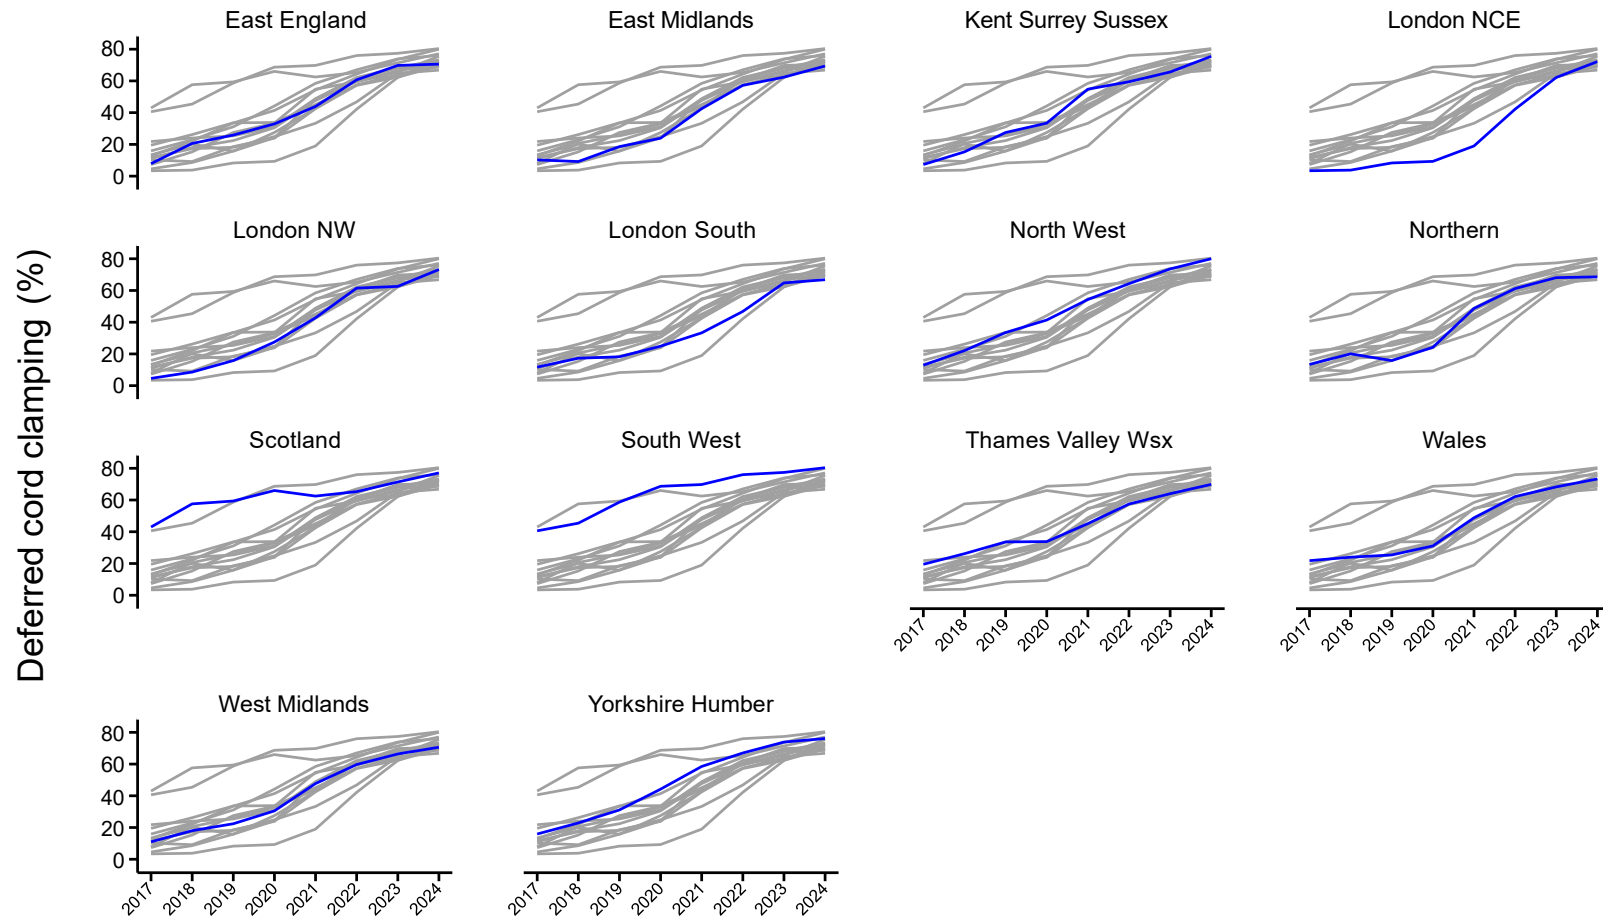 East England East Midlands Kent Surrey Sussex London NCE
80
60
40
20
0
London NW London South North West Northern
80
60
40
20
0
Deferred cord clamping (%)
Scotland South West Thames Valley Wsx Wales
80
60
40
20
0
2017 2018 2019 2020 2021 2022 2023 2024 2017 2018 2019 2020 2021 2022 2023 2024
West Midlands Yorkshire Humber
80
60
40
20
0
2017 2018 2019 2020 2021 2022 2023 2024 2017 2018 2019 2020 2021 2022 2023 2024